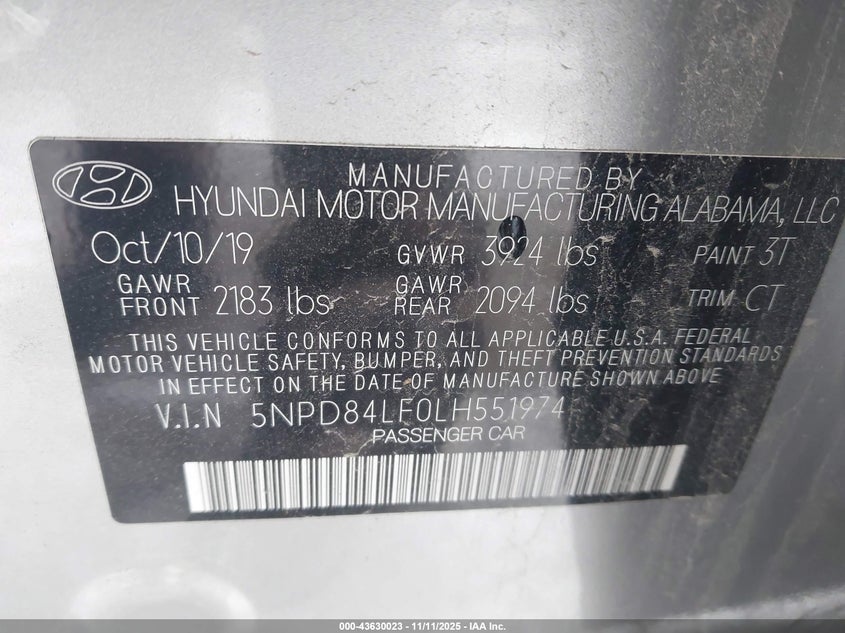 MANUFACTURED BY
HYUNDAI MOTOR MANUFACTURING ALABAMA, LLC
Oct/10/19 GVWR 3924 lbs PAINT 3T
GAWR FRONT 2183 lbs GAWR REAR 2094 lbs TRIM CT
THIS VEHICLE CONFORMS TO ALL APPLICABLE U.S.A. FEDERAL
MOTOR VEHICLE SAFETY, BUMPER, AND THEFT PREVENTION STANDARDS
IN EFFECT ON THE DATE OF MANUFACTURE SHOWN ABOVE.
V.I.N 5NPD84LF0LH551974
PASSENGER CAR
000-43630023 - 11/11/2025 - IAA Inc.